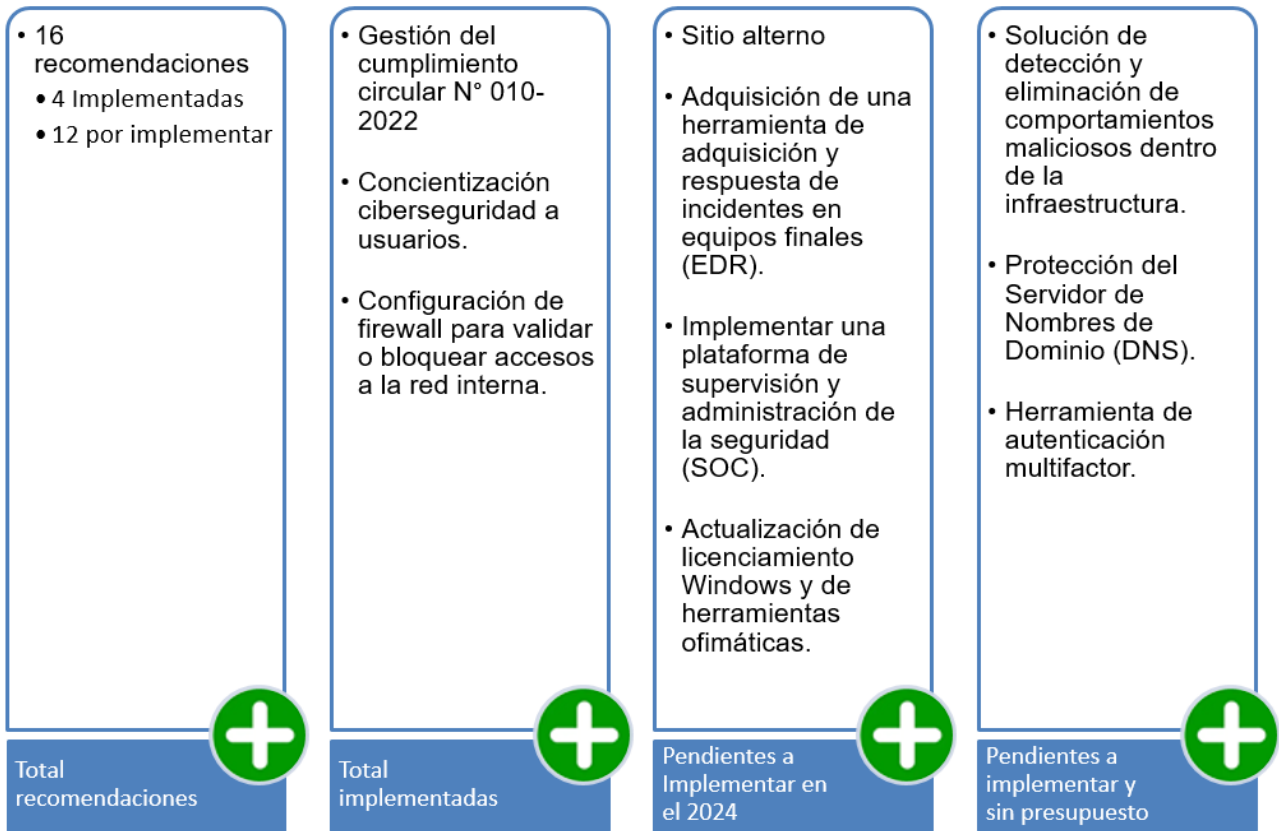 • 16
recomendaciones
• 4 Implementadas
• 12 por implementar
Total
recomendaciones
• Gestión del
cumplimiento
circular N° 010-
2022
• Concientización
ciberseguridad a
usuarios.
• Configuración de
firewall para validar
o bloquear accesos
a la red interna.
Total
implementadas
• Sitio alterno
• Adquisición de una
herramienta de
adquisición y
respuesta de
incidentes en
equipos finales
(EDR).
• Implementar una
plataforma de
supervisión y
administración de
la seguridad
(SOC).
• Actualización de
licenciamiento
Windows y de
herramientas
ofimáticas.
Pendientes a
Implementar en
el 2024
• Solución de
detección y
eliminación de
comportamientos
maliciosos dentro
de la
infraestructura.
• Protección del
Servidor de
Nombres de
Dominio (DNS).
• Herramienta de
autenticación
multifactor.
Pendientes a
implementar y
sin presupuesto